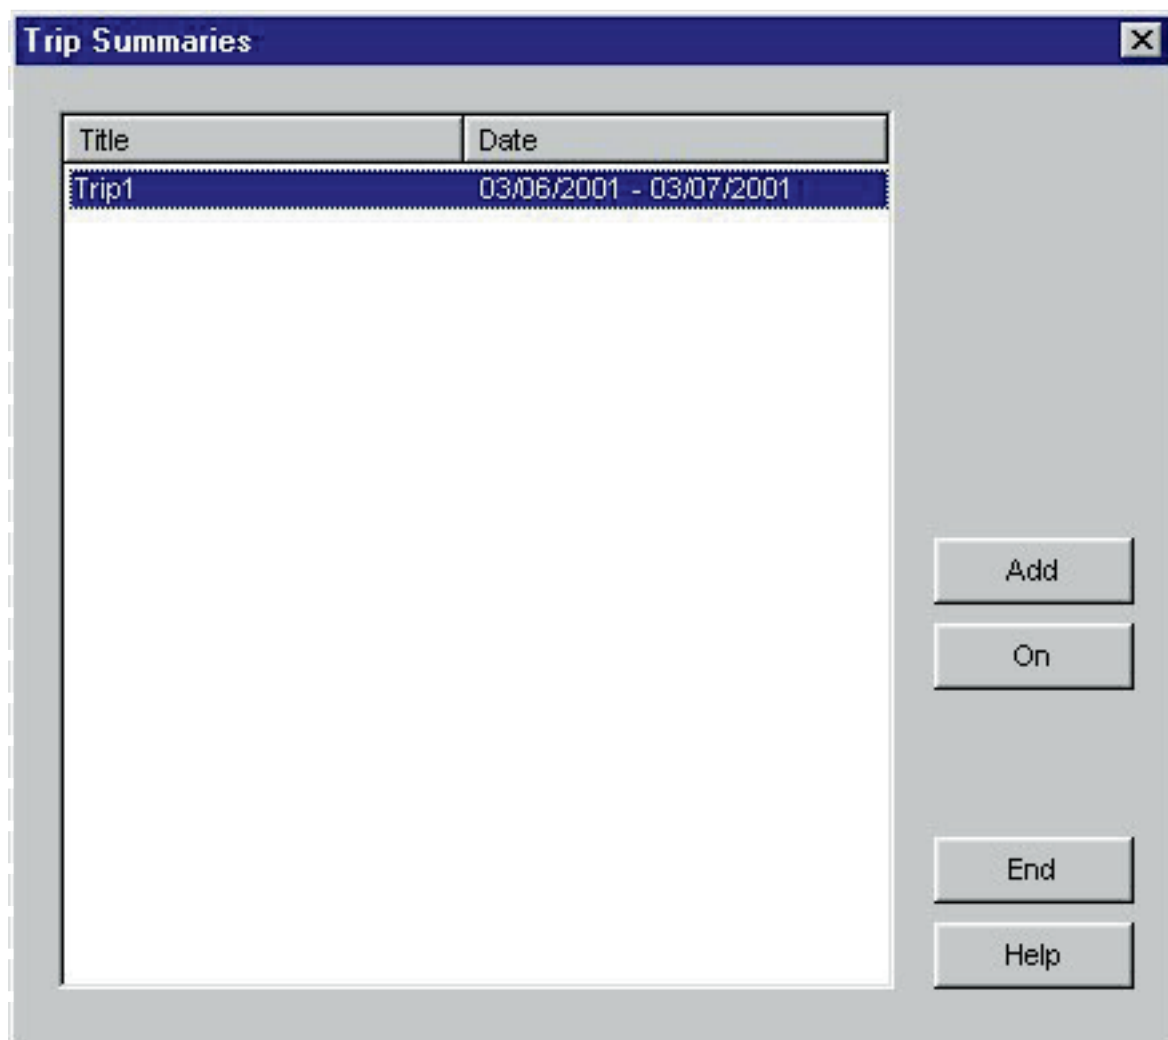 Trip Summaries
Title Date
Trip1 03/06/2001 - 03/07/2001
Add
On
End
Help